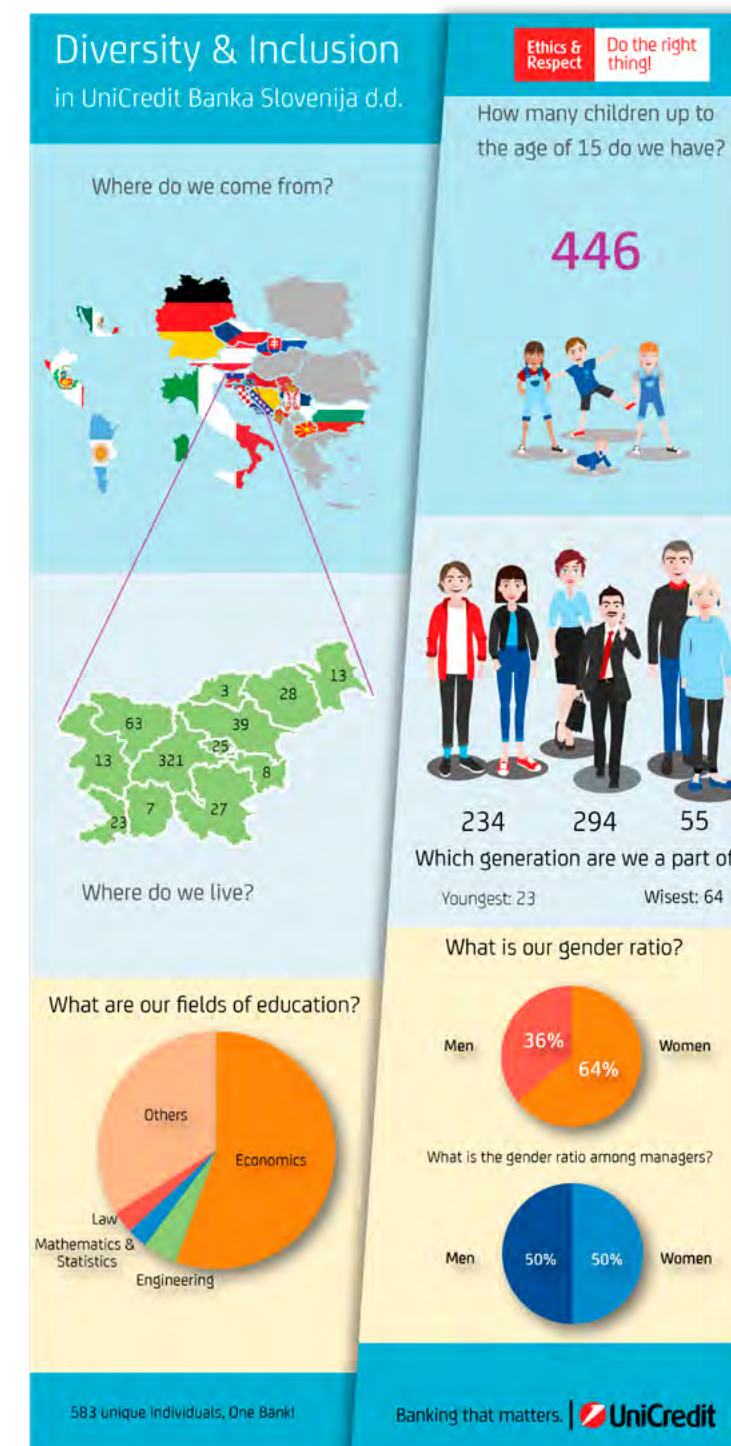 Diversity & Inclusion
in UniCredit Banka Slovenija d.d.
Where do we come from?
3
28
13
63
39
25
13
321
8
7
27
23
Where do we live?
What are our fields of education?
Others
Economics
Law
Mathematics &
Statistics
Engineering
583 unique individuals, One Bank!
Ethics &
Respect
Do the right
thing!
How many children up to
the age of 15 do we have?
446
234 294 55
Which generation are we a part of
Youngest: 23 Wisest: 64
What is our gender ratio?
Men 36% 64% Women
What is the gender ratio among managers?
Men 50% 50% Women
Banking that matters. UniCredit